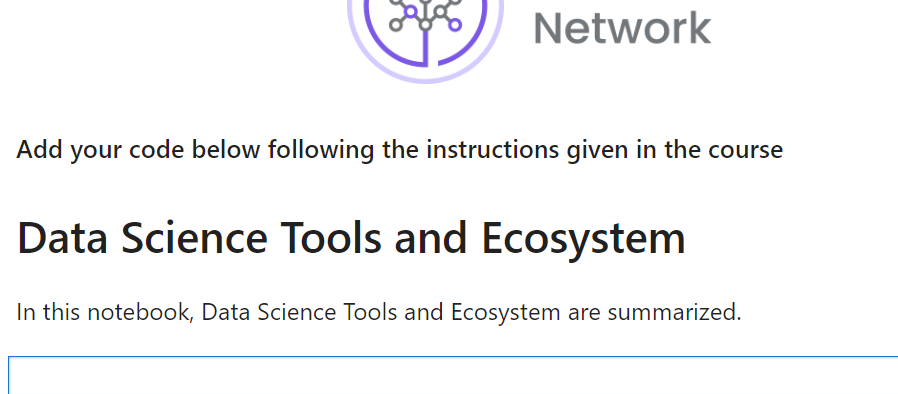 Network
Add your code below following the instructions given in the course
Data Science Tools and Ecosystem
In this notebook, Data Science Tools and Ecosystem are summarized.